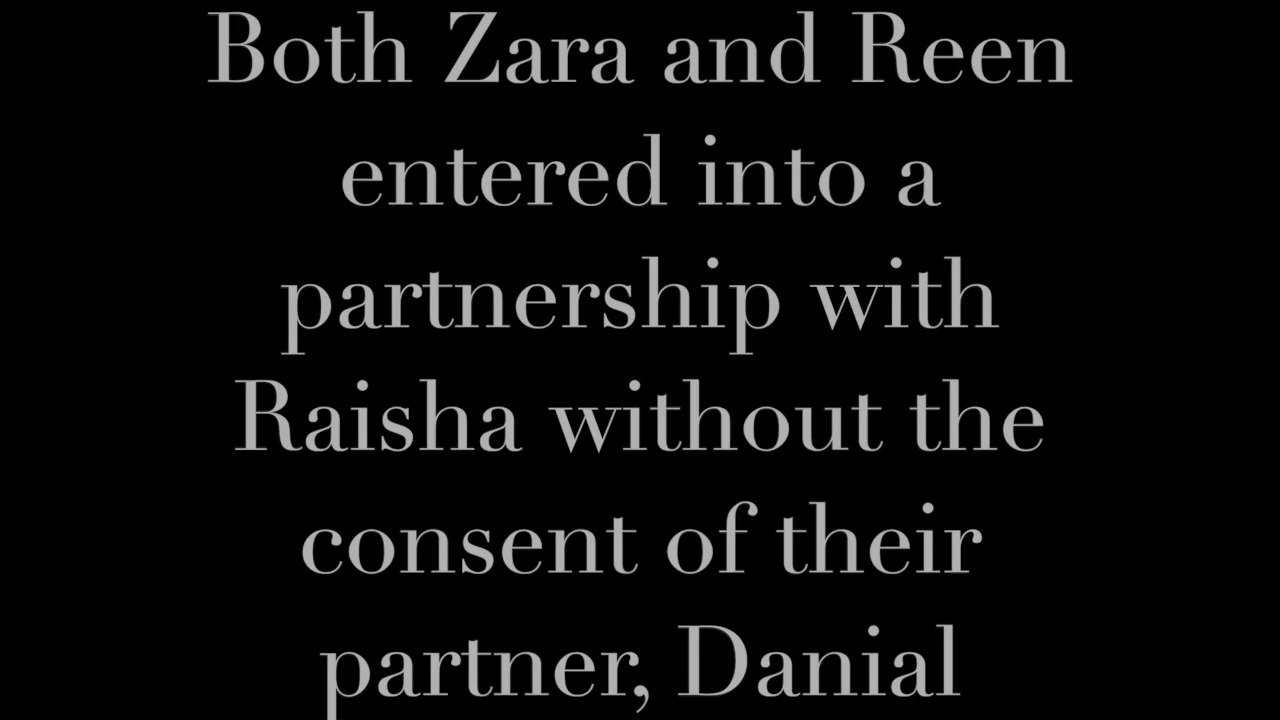 Both Zara and Reen
entered into a
partnership with
Raisha without the
consent of their
partner, Danial